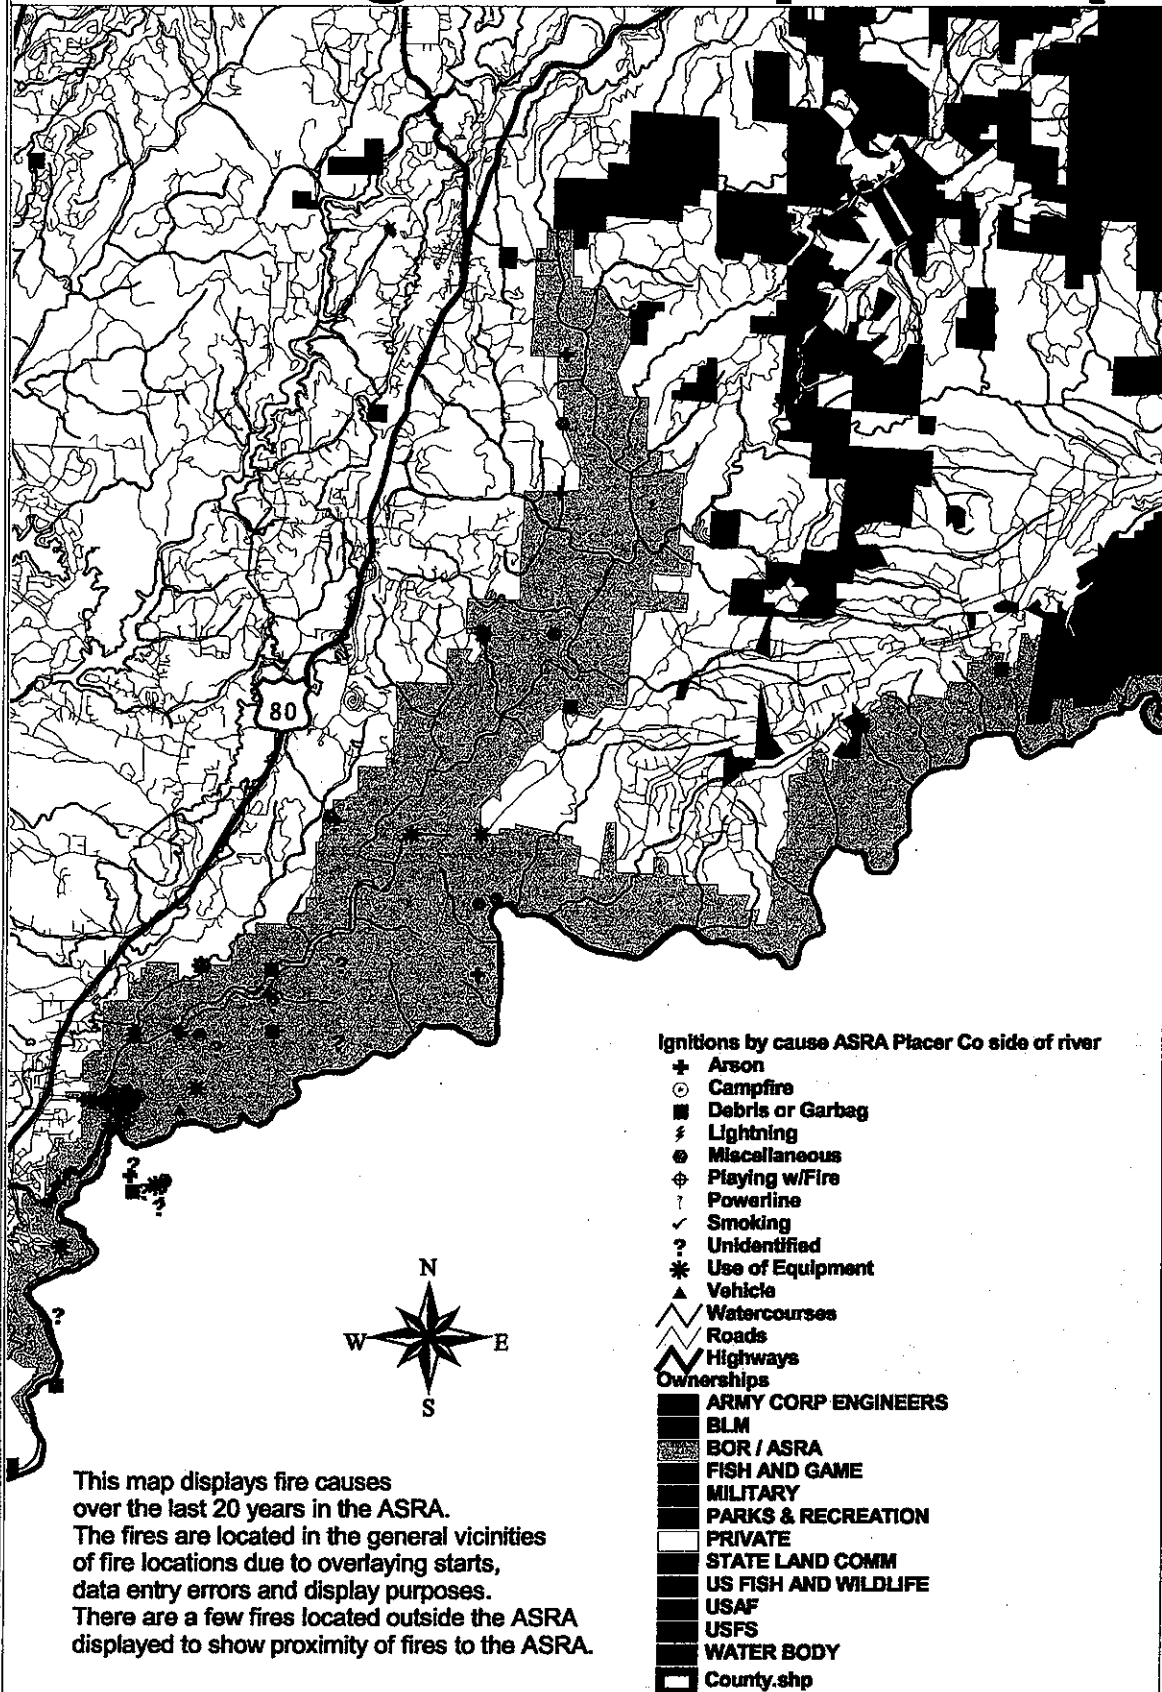 80
Ignitions by cause ASRA Placer Co side of river
Arson
Campfire
Debris or Garbag
Lightning
Miscellaneous
Playing w/Fire
Powerline
Smoking
? Unidentified
Use of Equipment
Vehicle
Watercourses
Roads
Highways
Ownerships
ARMY CORP ENGINEERS
BLM
BOR / ASRA
FISH AND GAME
MILITARY
PARKS & RECREATION
PRIVATE
STATE LAND COMM
US FISH AND WILDLIFE
USAF
USFS
WATER BODY
County.shp
N
W E
S
This map displays fire causes
over the last 20 years in the ASRA.
The fires are located in the general vicinities
of fire locations due to overlaying starts,
data entry errors and display purposes.
There are a few fires located outside the ASRA
displayed to show proximity of fires to the ASRA.